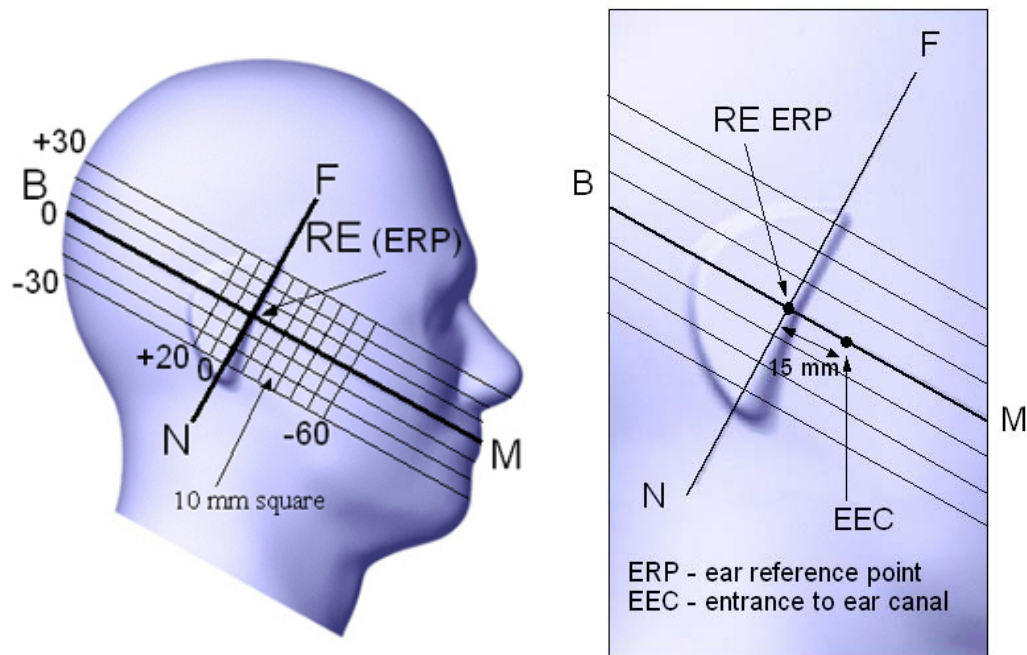 +30
B
0
-30
F
RE (ERP)
+20
0
N
-60
M
10 mm square
F
RE ERP
B
15 mm
M
N
EEC
ERP - ear reference point
EEC - entrance to ear canal